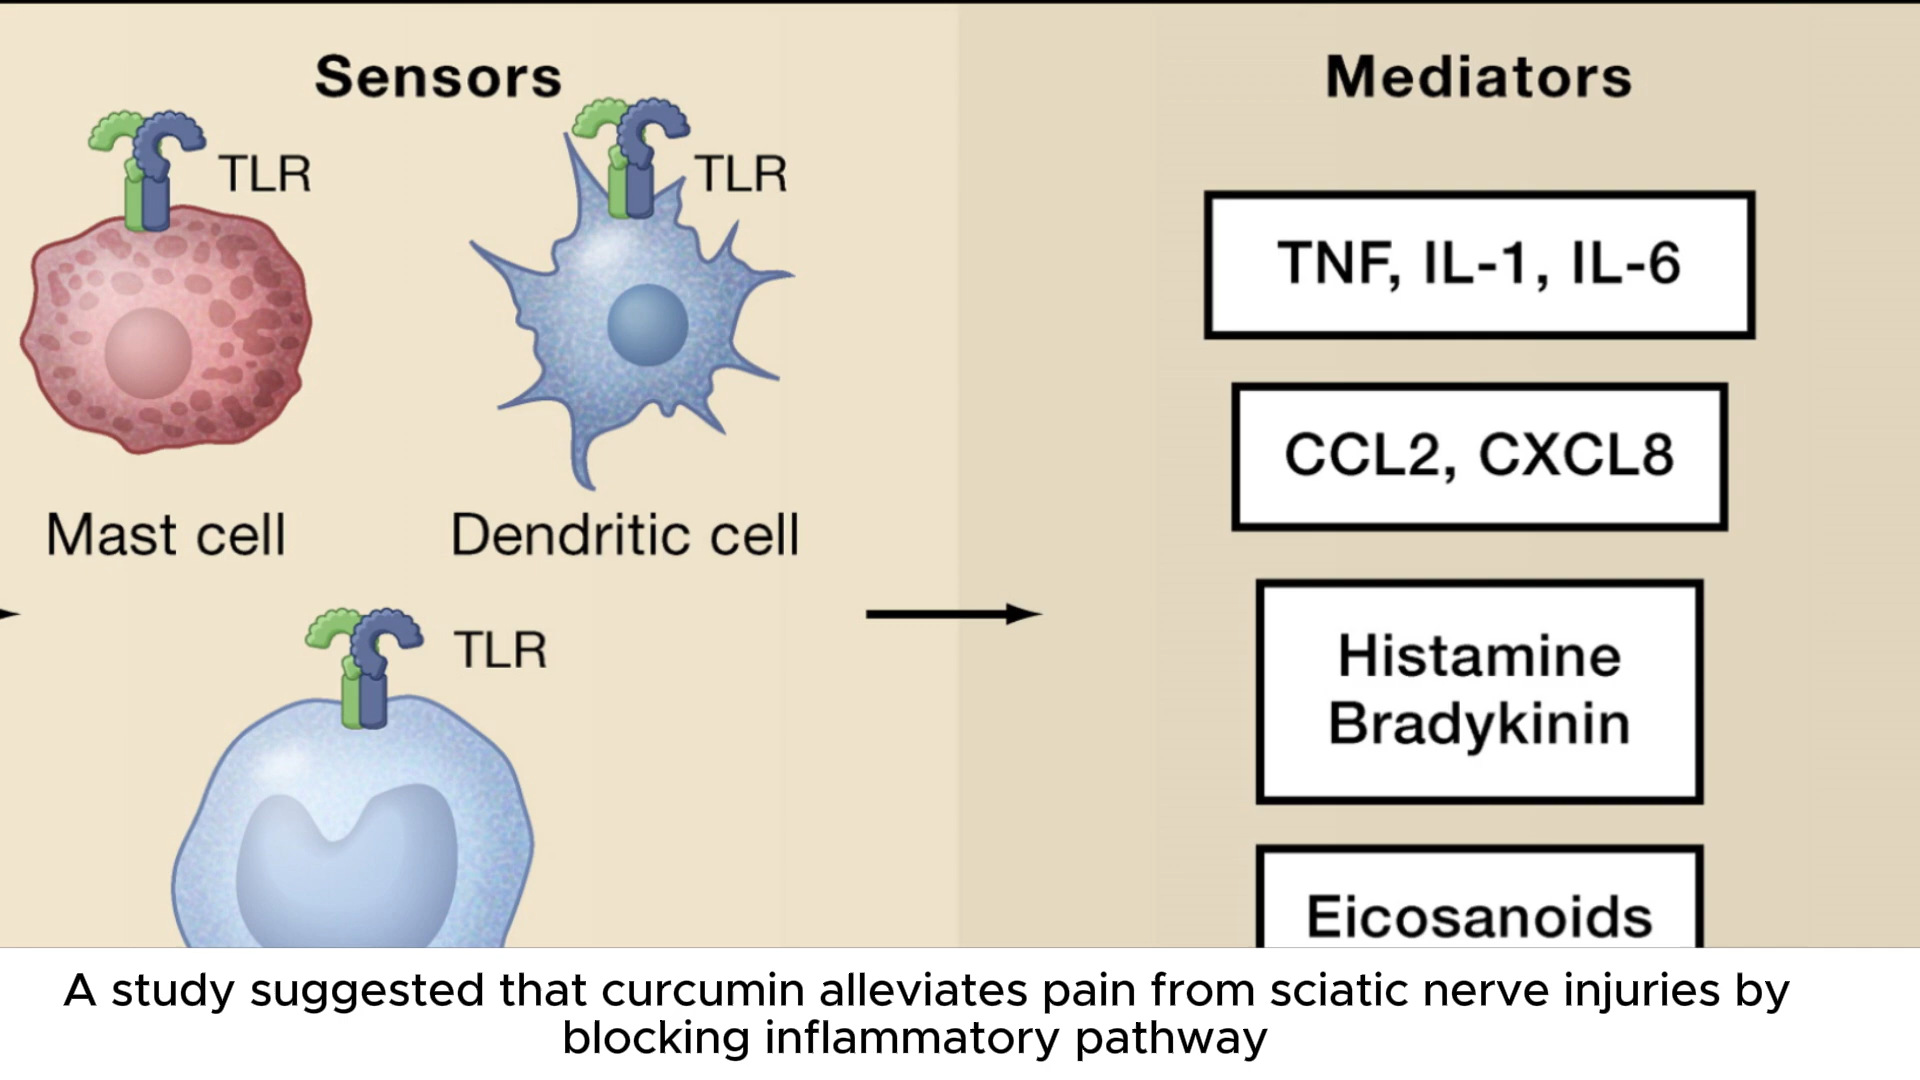 Sensors
TLR
TLR
Mast cell
Dendritic cell
TLR
Mediators
TNF, IL-1, IL-6
CCL2, CXCL8
Histamine
Bradykinin
Eicosanoids
A study suggested that curcumin alleviates pain from sciatic nerve injuries by
blocking inflammatory pathway